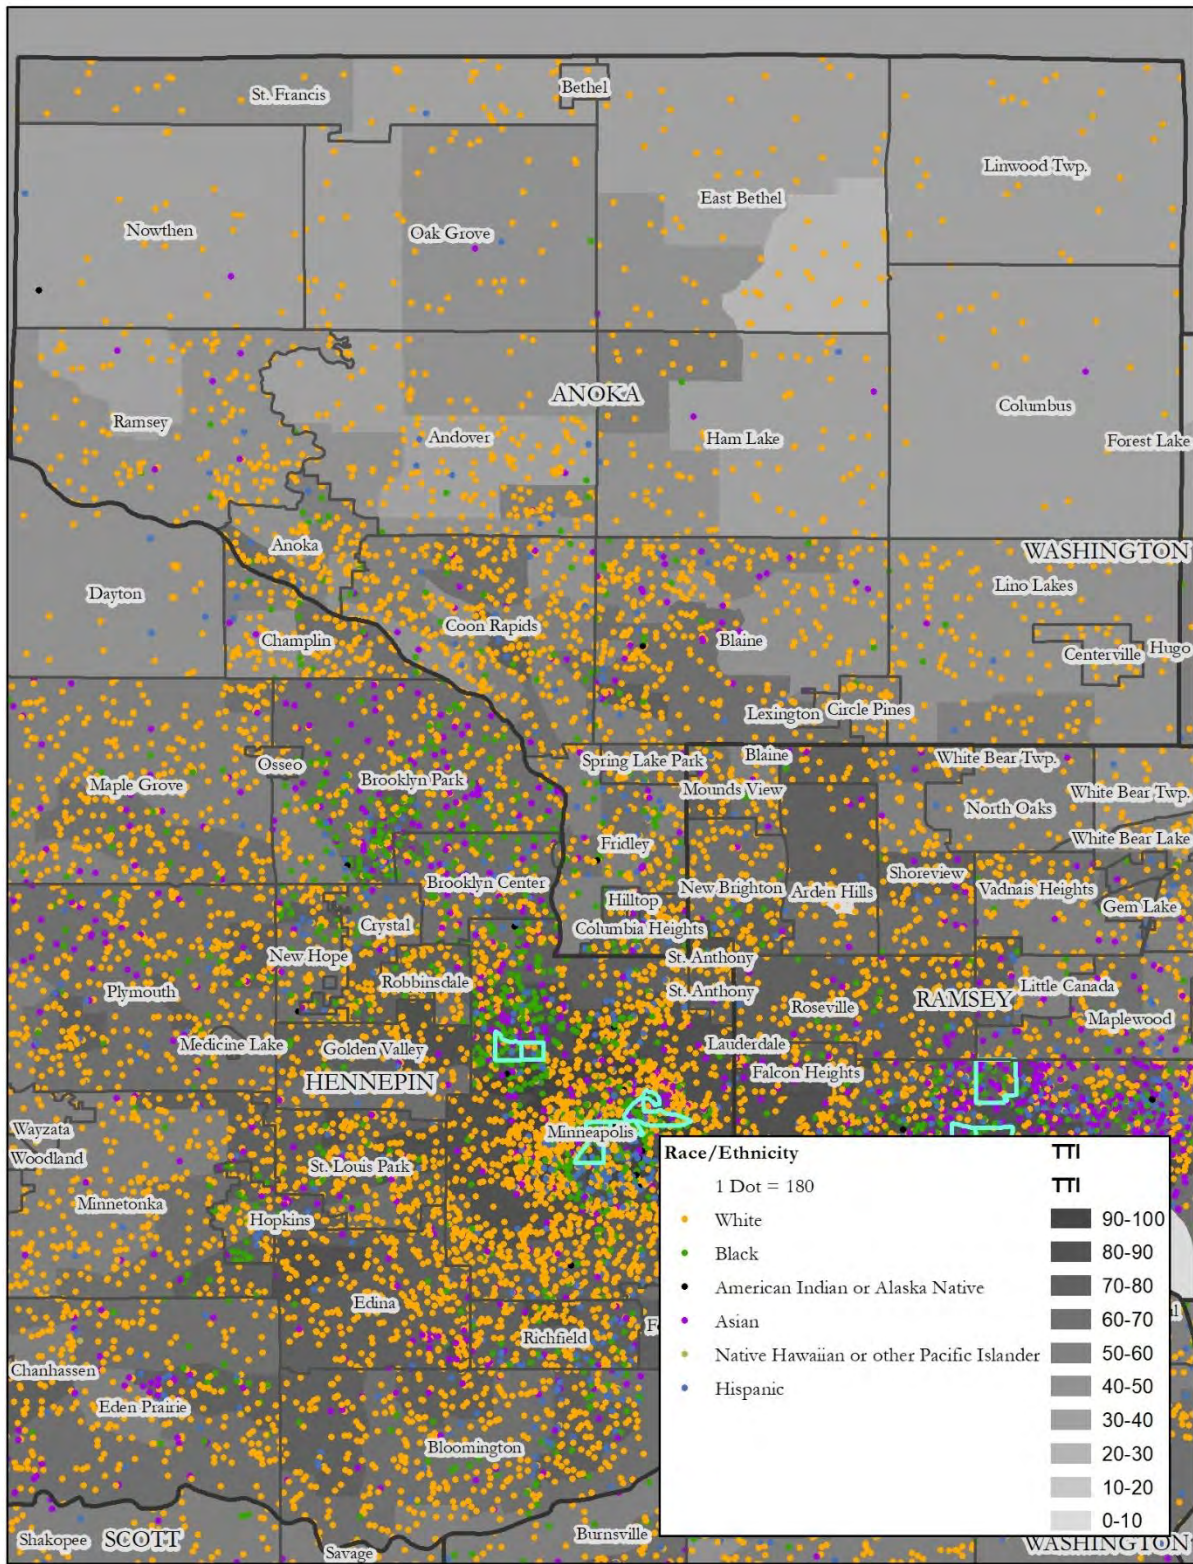 St. Francis
Bethel
Linwood Twp.
East Bethel
Nowthen
Oak Grove
ANOKA
Columbus
Ramsey
Andover
Ham Lake
Forest Lake
Anoka
WASHINGTON
Dayton
Lino Lakes
Coon Rapids
Champlin
Blaine
Centerville
Hugo
Lexington
Circle Pines
Osseo
Spring Lake Park
Blaine
White Bear Twp.
Maple Grove
Brooklyn Park
Mounds View
White Bear Twp.
North Oaks
Fridley
White Bear Lake
Brooklyn Center
New Brighton
Arden Hills
Shoreview
Vadnais Heights
Hilltop
Gem Lake
Crystal
Columbia Heights
New Hope
St. Anthony
Robbinsdale
Little Canada
Plymouth
St. Anthony
Roseville
RAMSEY
Maplewood
Medicine Lake
Golden Valley
Lauderdale
Falcon Heights
HENNEPIN
Wayzata
Minneapolis
Woodland
St. Louis Park
Minnetonka
Hopkins
Edina
Richfield
Chanhassen
Eden Prairie
Bloomington
Shakopee
SCOTT
Savage
Burnsville
WASHINGTON
Race/Ethnicity
1 Dot = 180
White
Black
American Indian or Alaska Native
Asian
Native Hawaiian or other Pacific Islander
Hispanic
TTI
TTI
90-100
80-90
70-80
60-70
50-60
40-50
30-40
20-30
10-20
0-10